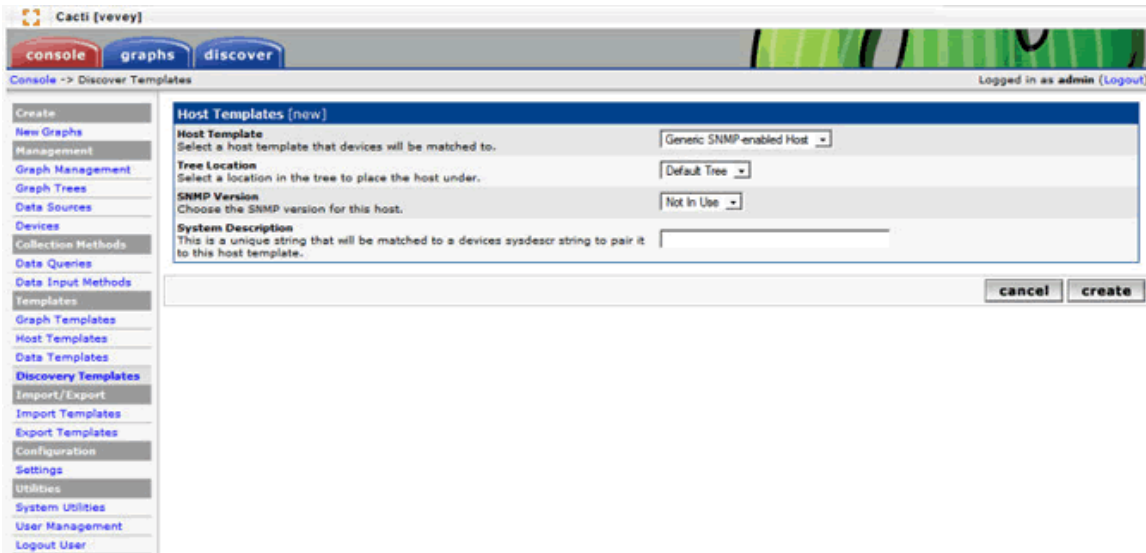 Cacti [vevey]
console graphs discover
Console -> Discover Templates
Logged in as admin (Logout)
Create
New Graphs
Management
Graph Management
Graph Trees
Data Sources
Devices
Collection Methods
Data Queries
Data Input Methods
Templates
Graph Templates
Host Templates
Data Templates
Discovery Templates
Import/Export
Import Templates
Export Templates
Configuration
Settings
Utilities
System Utilities
User Management
Logout User
Host Templates [new]
Host Template
Select a host template that devices will be matched to.
Generic SNMP-enabled Host
Tree Location
Select a location in the tree to place the host under.
Default Tree
SNMP Version
Choose the SNMP version for this host.
Not In Use
System Description
This is a unique string that will be matched to a devices sysdescr string to pair it
to this host template.
cancel create